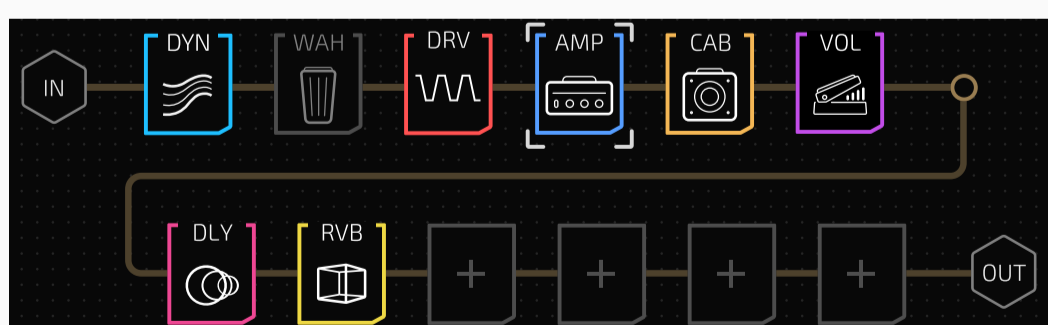 IN
DYN
WAH
DRV
AMP
CAB
VOL
DLY
RVB
OUT